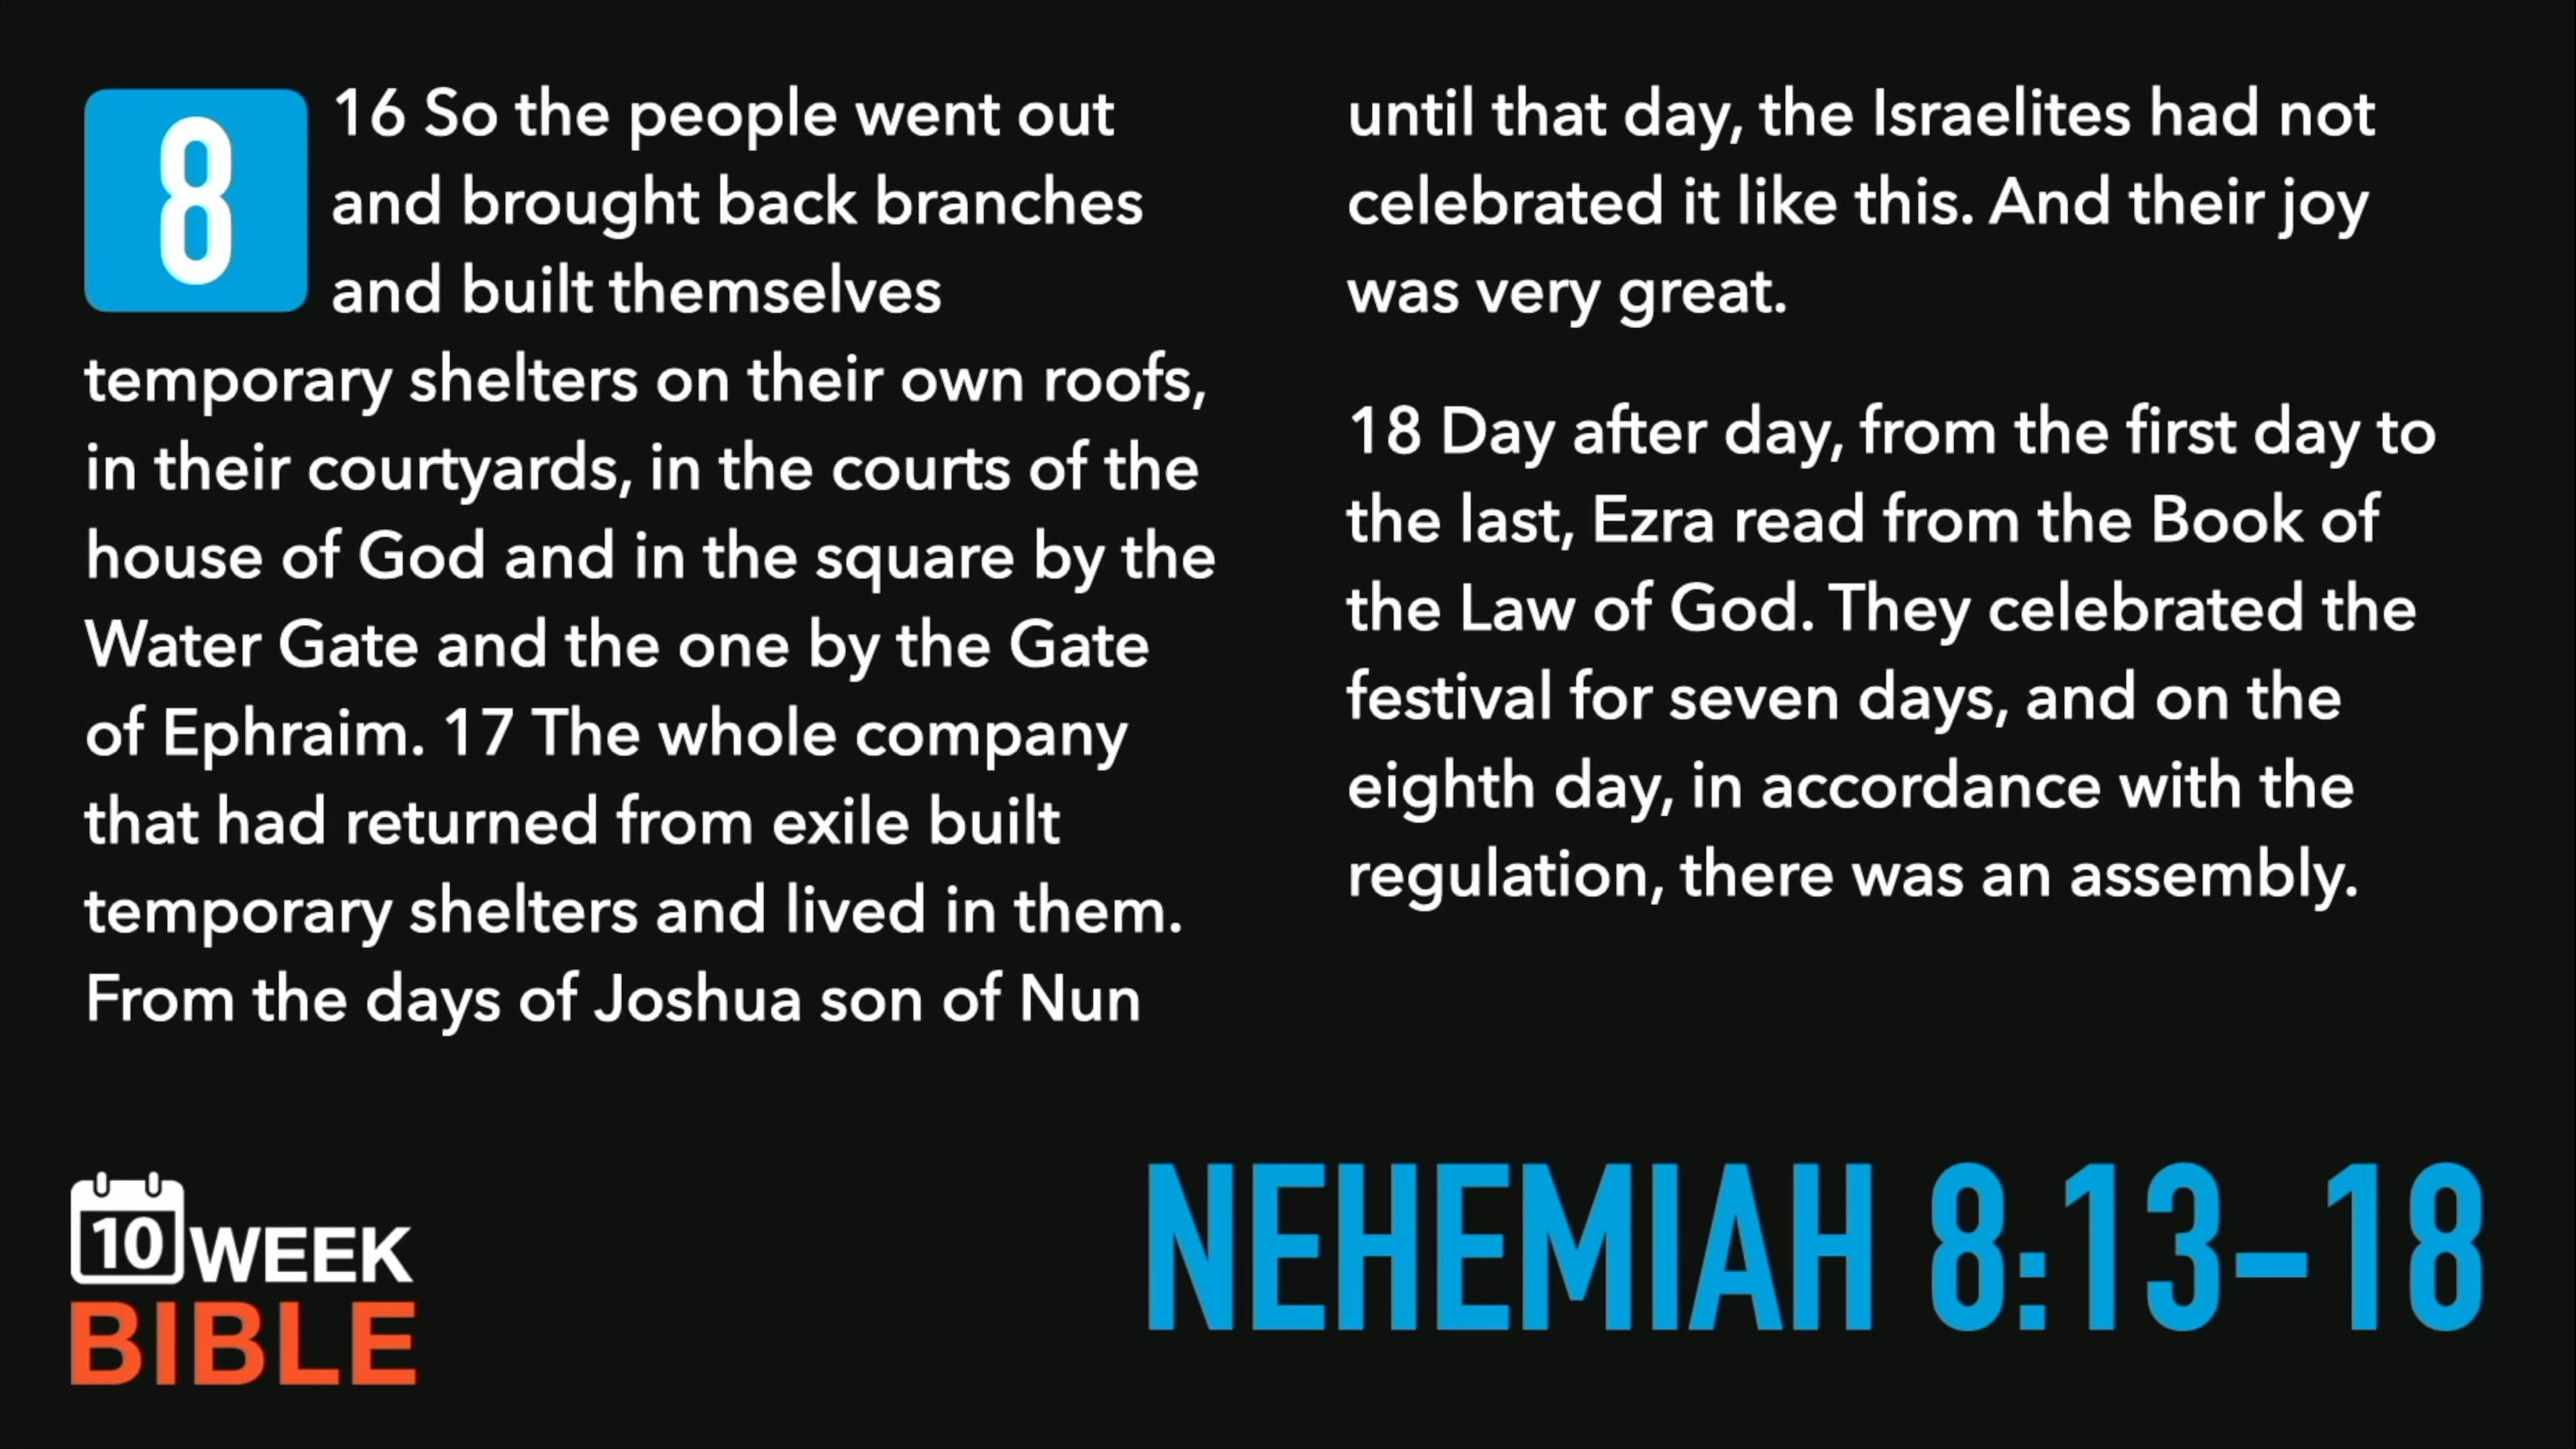 8
16 So the people went out
and brought back branches
and built themselves
temporary shelters on their own roofs,
in their courtyards, in the courts of the
house of God and in the square by the
Water Gate and the one by the Gate
of Ephraim. 17 The whole company
that had returned from exile built
temporary shelters and lived in them.
From the days of Joshua son of Nun
until that day, the Israelites had not
celebrated it like this. And their joy
was very great.
18 Day after day, from the first day to
the last, Ezra read from the Book of
the Law of God. They celebrated the
festival for seven days, and on the
eighth day, in accordance with the
regulation, there was an assembly.
10 WEEK
BIBLE
NEHEMIAH 8:13–18